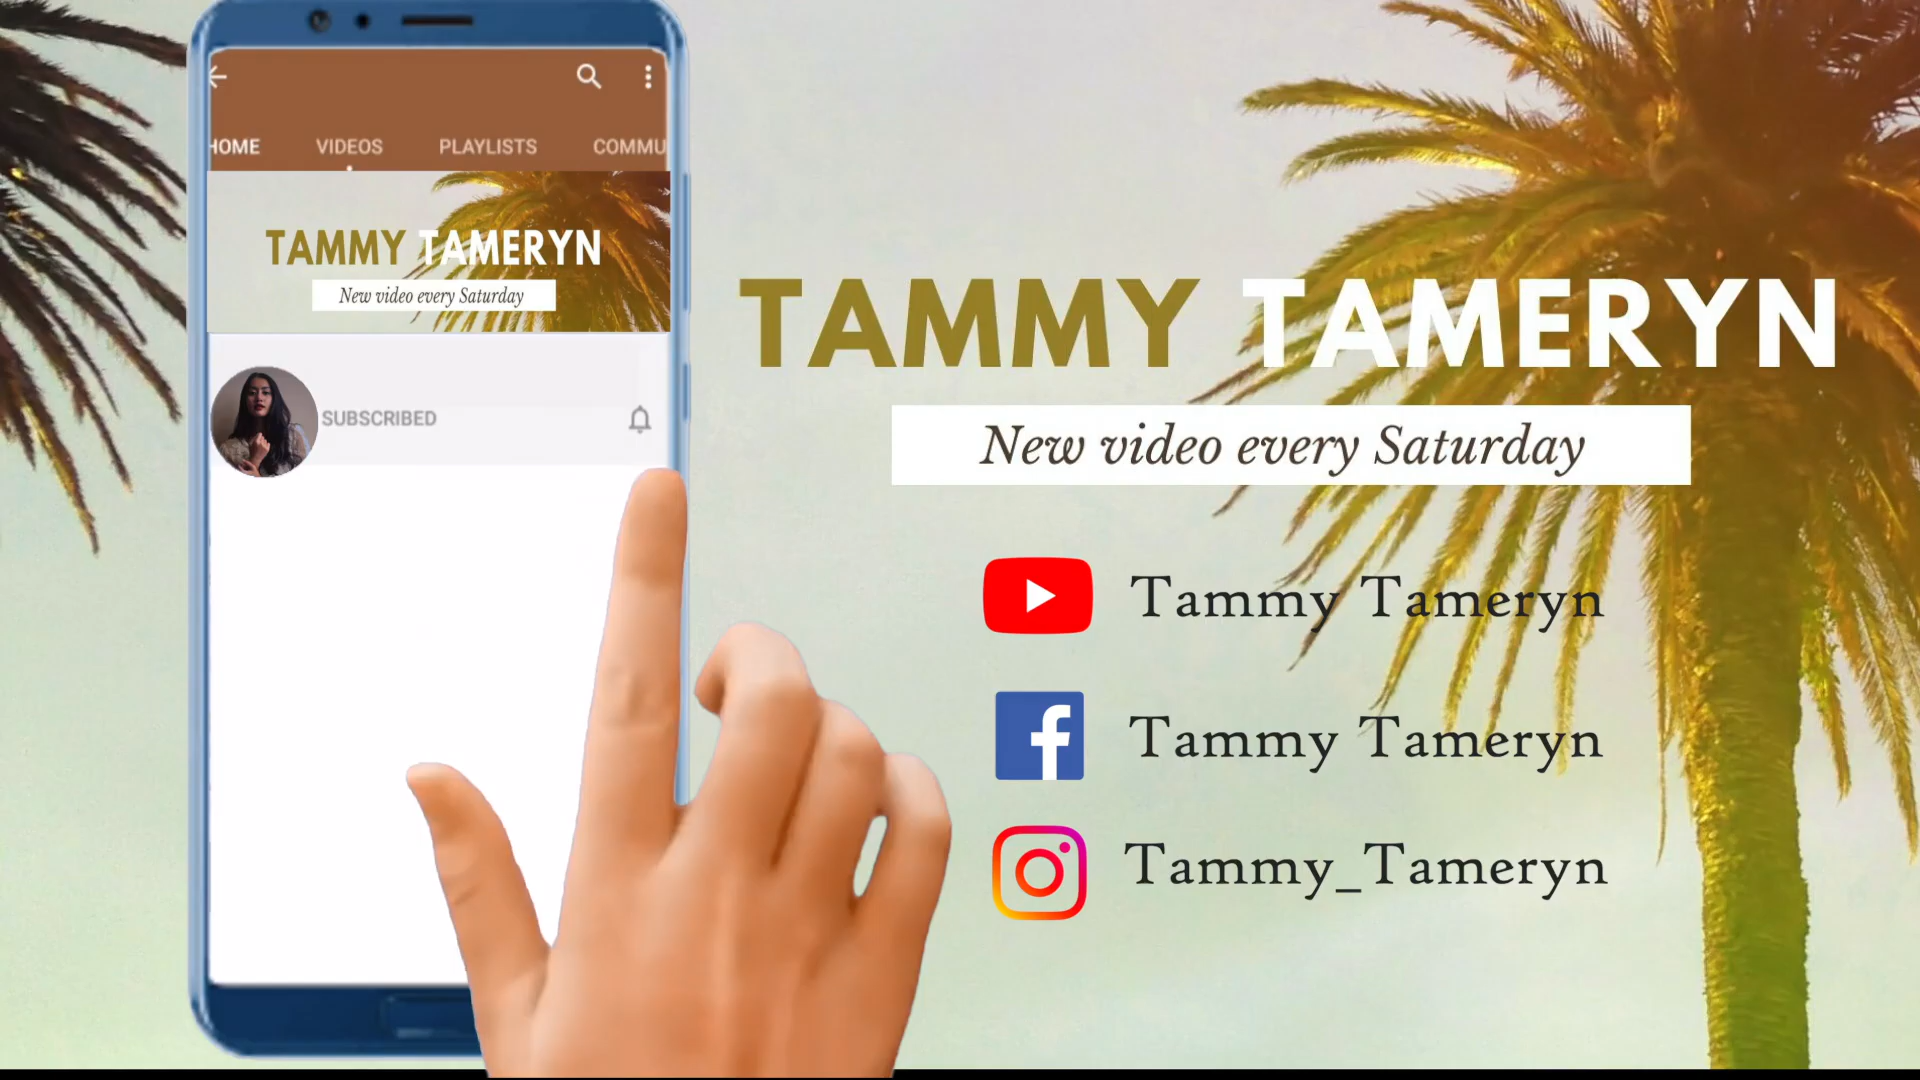 HOME VIDEOS PLAYLISTS COMMU
TAMMY TAMERYN
New video every Saturday
SUBSCRIBED
TAMMY TAMERYN
New video every Saturday
Tammy Tameryn
Tammy Tameryn
Tammy_Tameryn